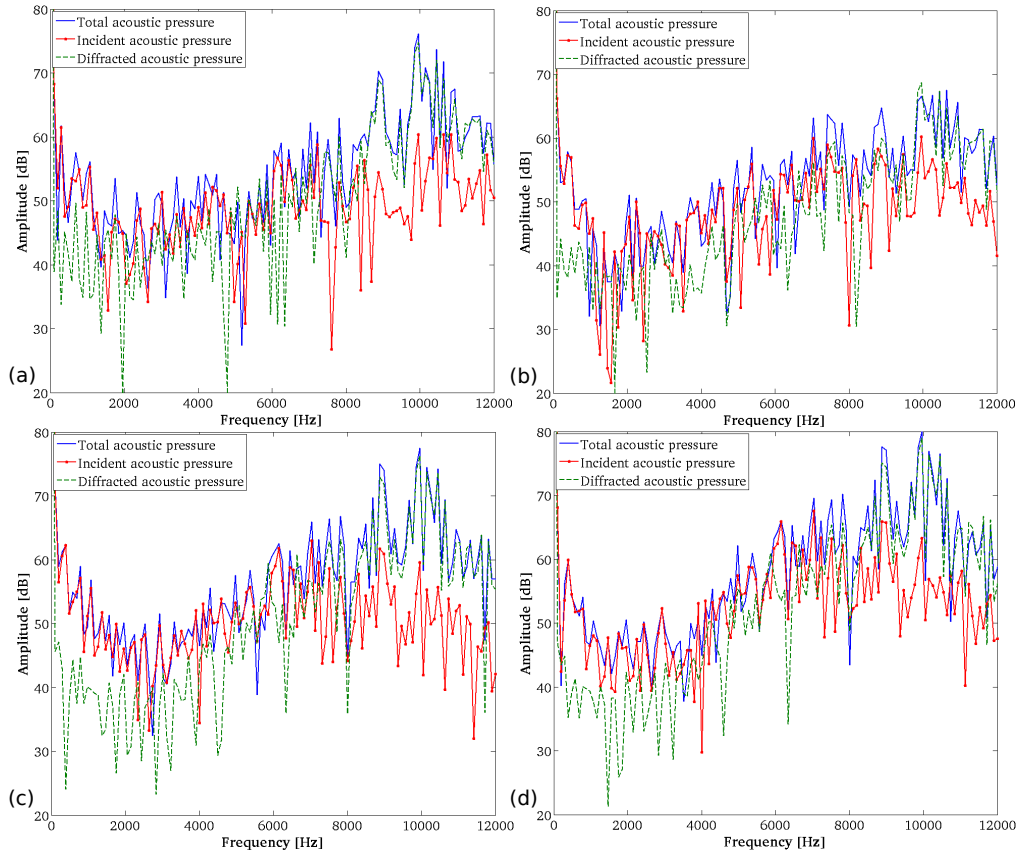 80
70
60
50
40
30
20
Amplitude [dB]
Total acoustic pressure
Incident acoustic pressure
Diffracted acoustic pressure
(a)
0 2000 4000 6000 8000 10000 12000
Frequency [Hz]
80
70
60
50
40
30
20
Amplitude [dB]
Total acoustic pressure
Incident acoustic pressure
Diffracted acoustic pressure
(b)
0 2000 4000 6000 8000 10000 12000
Frequency [Hz]
80
70
60
50
40
30
20
Amplitude [dB]
Total acoustic pressure
Incident acoustic pressure
Diffracted acoustic pressure
(c)
0 2000 4000 6000 8000 10000 12000
Frequency [Hz]
80
70
60
50
40
30
20
Amplitude [dB]
Total acoustic pressure
Incident acoustic pressure
Diffracted acoustic pressure
(d)
0 2000 4000 6000 8000 10000 12000
Frequency [Hz]